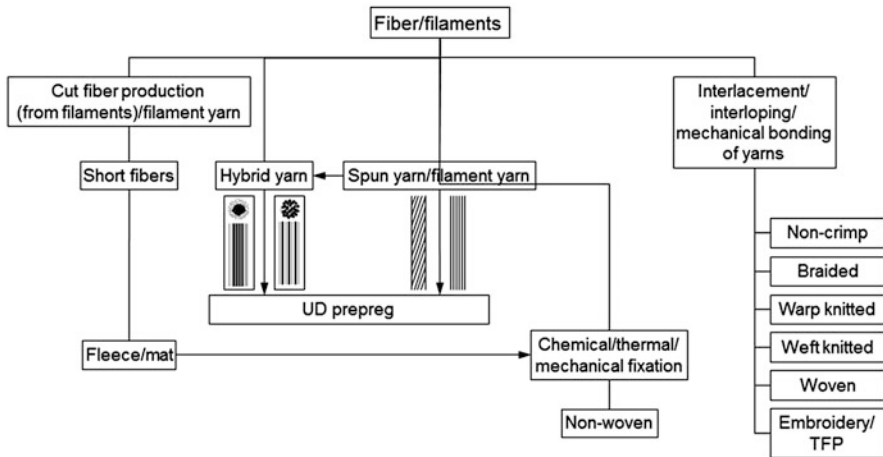 Fiber/filaments
Cut fiber production
(from filaments)/filament yarn
Interlacement/
interloping/
mechanical bonding
of yarns
Short fibers
Hybrid yarn
Spun yarn/filament yarn
Non-crimp
Braided
UD prepreg
Warp knitted
Fleece/mat
Chemical/thermal/
mechanical fixation
Weft knitted
Woven
Non-woven
Embroidery/
TFP